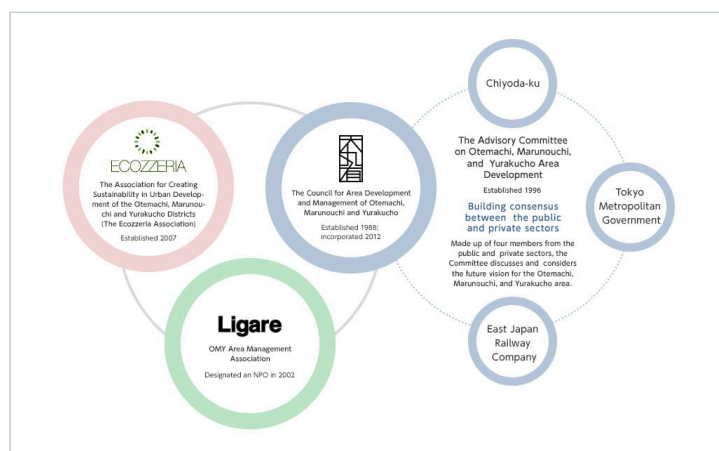 ECOZZERIA
The Association for Creating
Sustainability in Urban Develop-
ment of the Otemachi, Marunou-
chi and Yurakucho Districts
(The Ecozzeria Association)
Established 2007
The Council for Area Development
and Management of Otemachi,
Marunouchi and Yurakucho
Established 1988;
incorporated 2012
Ligare
OMY Area Management
Association
Designated an NPO in 2002
Chiyoda-ku
The Advisory Committee
on Otemachi, Marunouchi,
and Yurakucho Area
Development
Established 1996
Building consensus
between the public
and private sectors
Made up of four members from the
public and private sectors, the
Committee discusses and considers
the future vision for the Otemachi,
Marunouchi, and Yurakucho area.
Tokyo
Metropolitan
Government
East Japan
Railway
Company